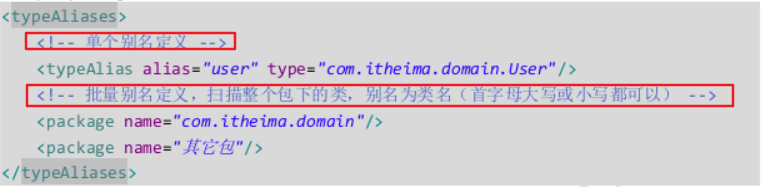 <typeAliases>
<!-- 单个别名定义 -->
<typeAlias alias="user" type="com.itheima.domain.User"/>
<!-- 批量别名定义，扫描整个包下的类，别名为类名（首字母大写或小写都可以） -->
<package name="com.itheima.domain"/>
<package name="其它包"/>
</typeAliases>